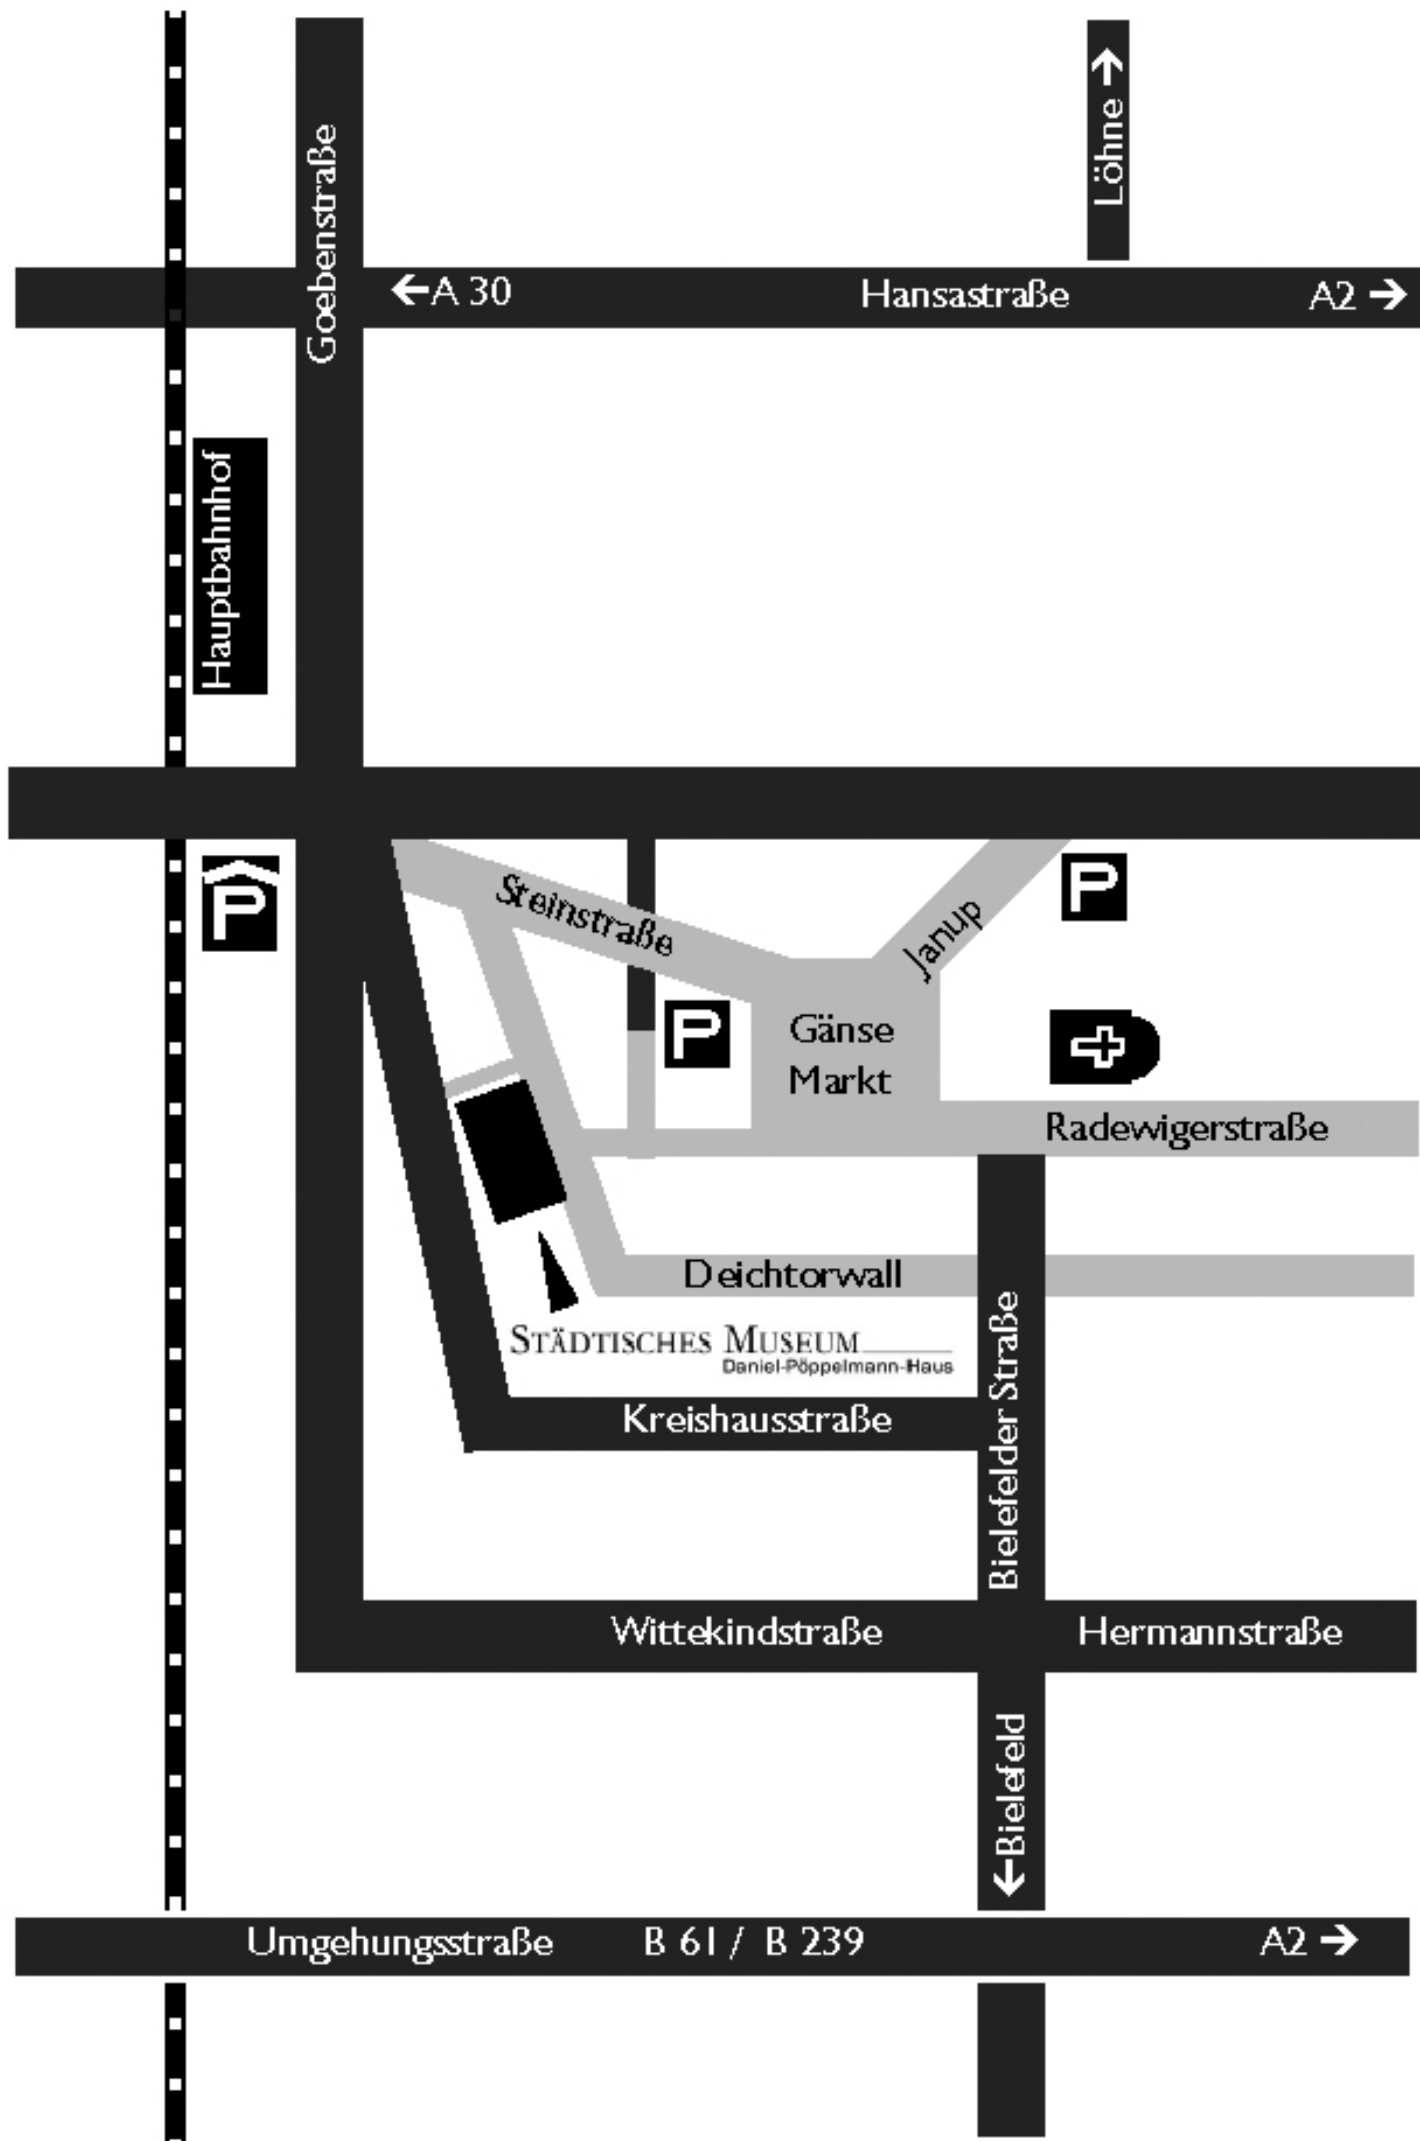 Löhne →
Goebenstraße
← A 30
Hansastraße
A2 →
Hauptbahnhof
P
Steinstraße
Janup
P
P
Gänse
Markt
Radewigerstraße
Deichtorwall
STÄDTISCHES MUSEUM
Daniel-Pöppelmann-Haus
Kreishausstraße
Bielefelder Straße
Wittekindstraße
Hermannstraße
← Bielefeld
Umgehungsstraße B 61 / B 239
A2 →